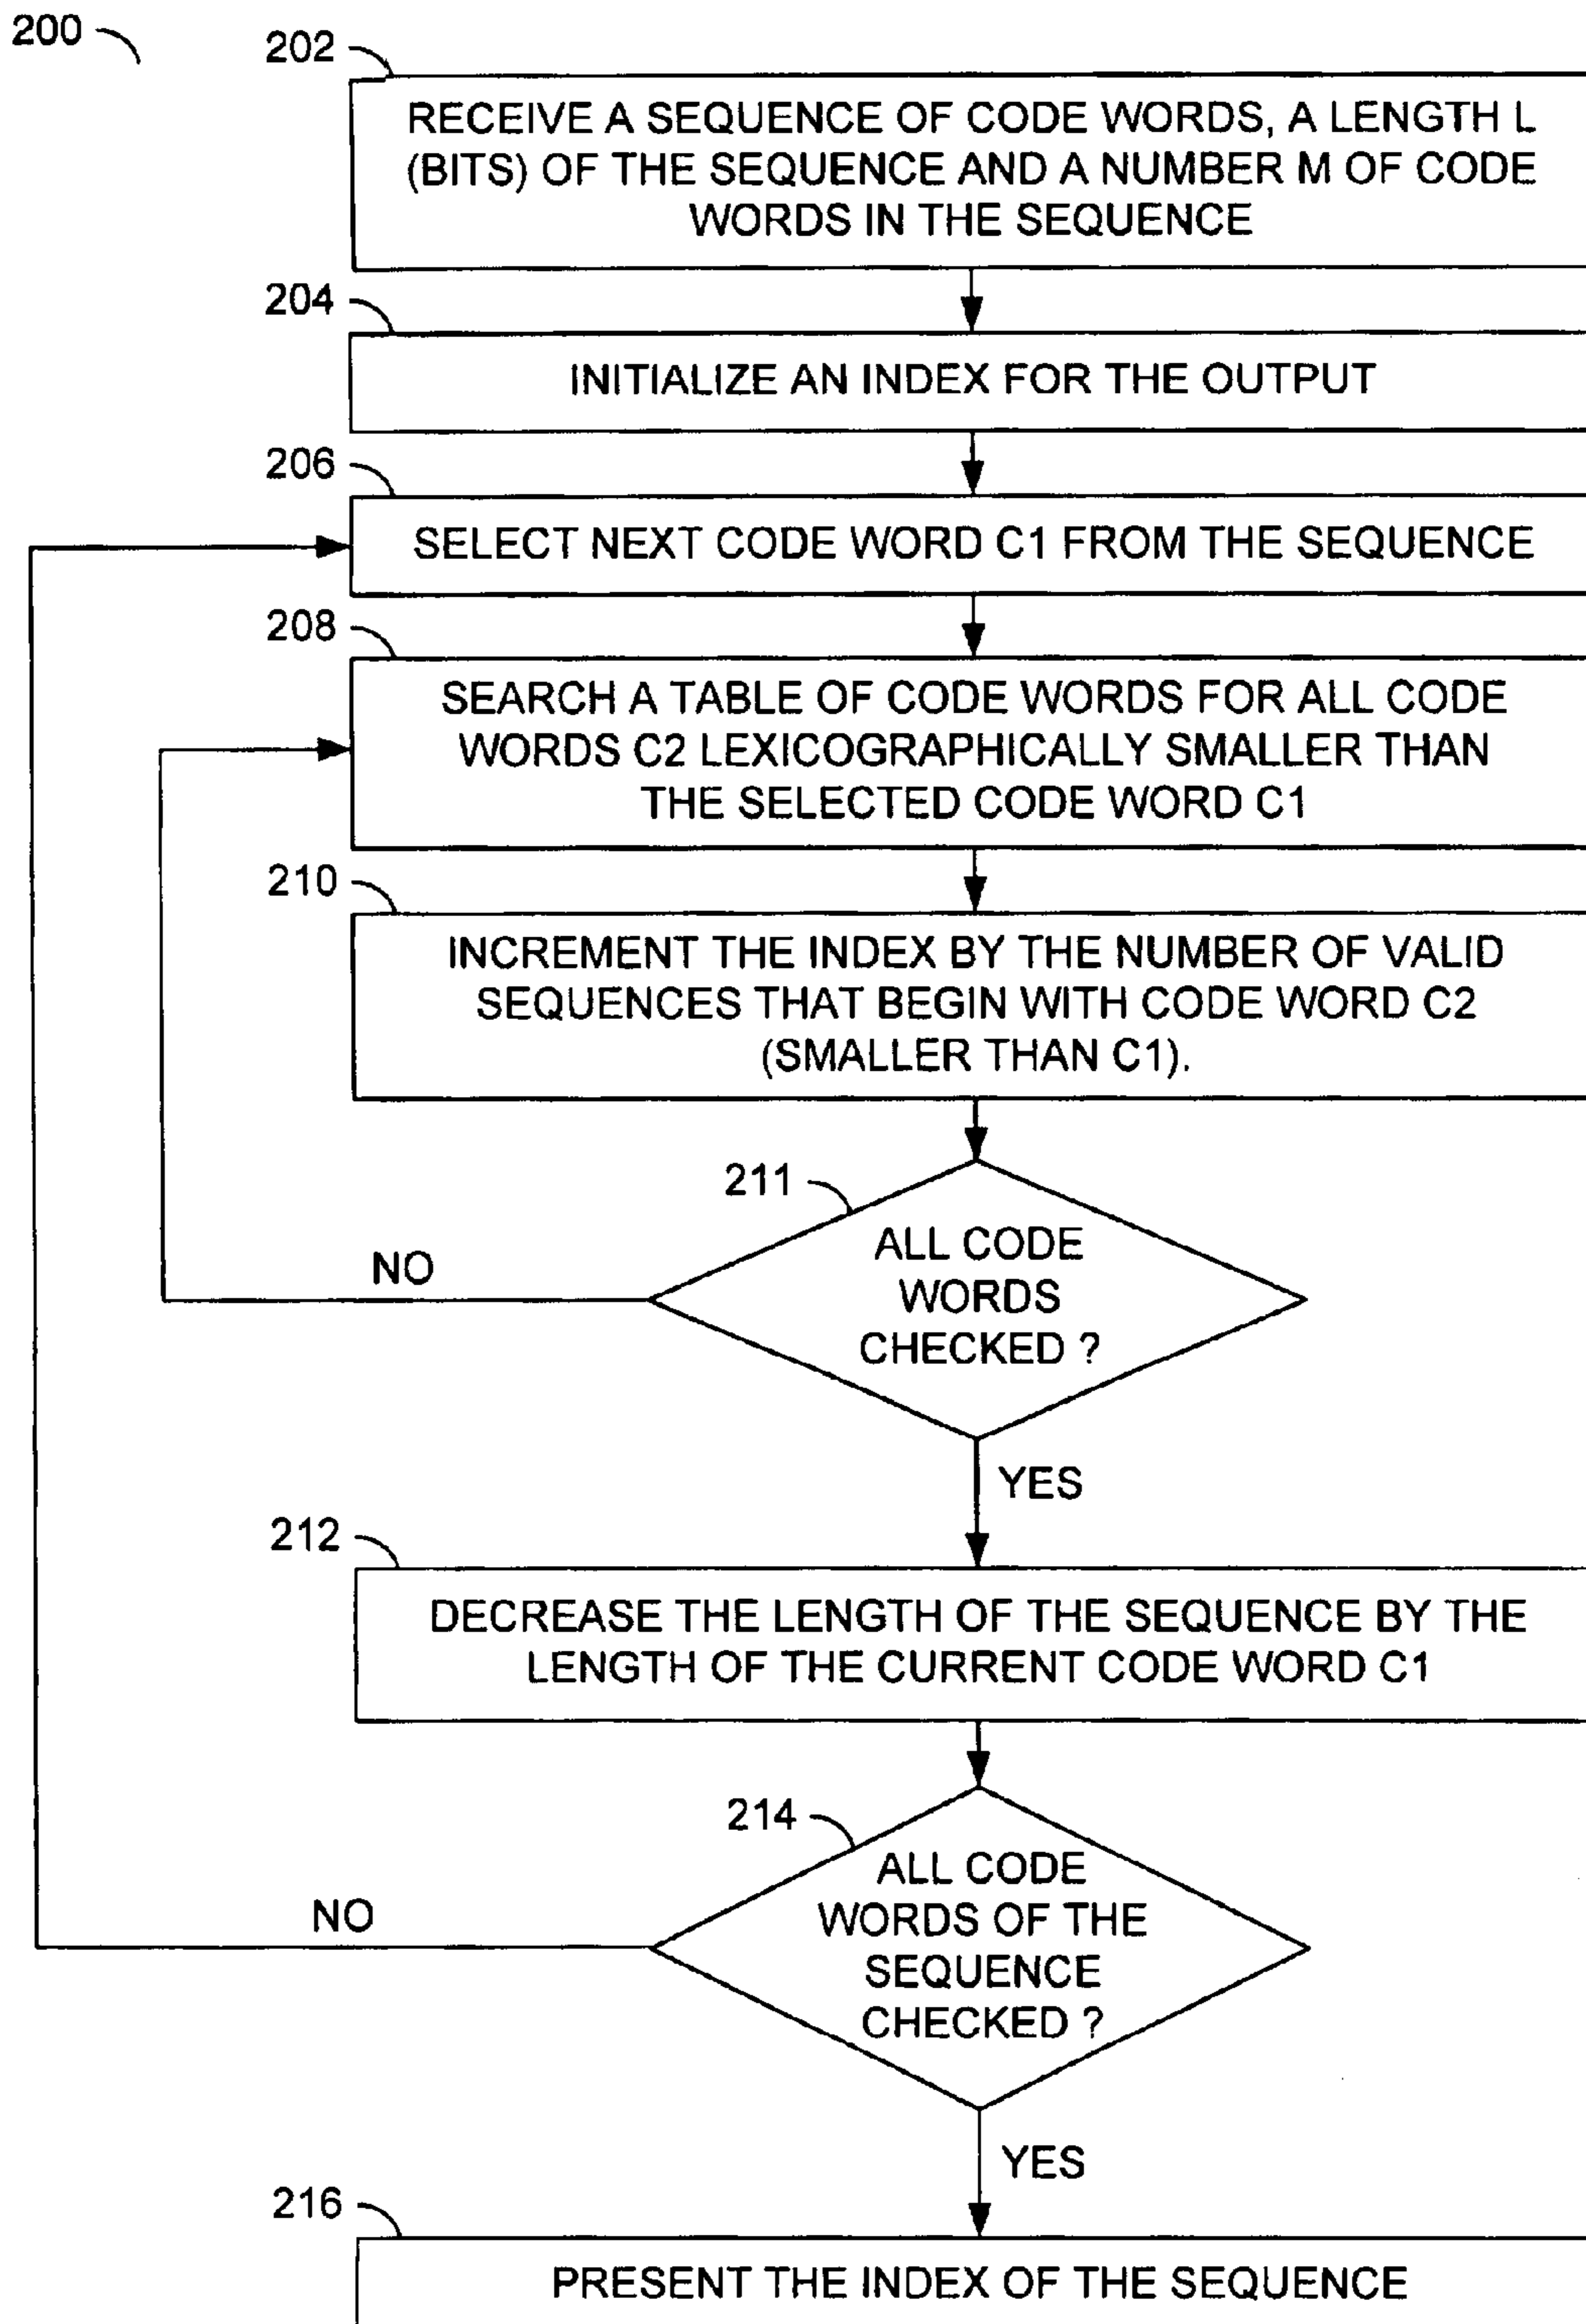 200
202
RECEIVE A SEQUENCE OF CODE WORDS, A LENGTH L
(BITS) OF THE SEQUENCE AND A NUMBER M OF CODE
WORDS IN THE SEQUENCE
204
INITIALIZE AN INDEX FOR THE OUTPUT
206
SELECT NEXT CODE WORD C1 FROM THE SEQUENCE
208
SEARCH A TABLE OF CODE WORDS FOR ALL CODE
WORDS C2 LEXICOGRAPHICALLY SMALLER THAN
THE SELECTED CODE WORD C1
210
INCREMENT THE INDEX BY THE NUMBER OF VALID
SEQUENCES THAT BEGIN WITH CODE WORD C2
(SMALLER THAN C1).
211
ALL CODE
WORDS
CHECKED ?
NO
YES
212
DECREASE THE LENGTH OF THE SEQUENCE BY THE
LENGTH OF THE CURRENT CODE WORD C1
214
ALL CODE
WORDS OF THE
SEQUENCE
CHECKED ?
NO
YES
216
PRESENT THE INDEX OF THE SEQUENCE